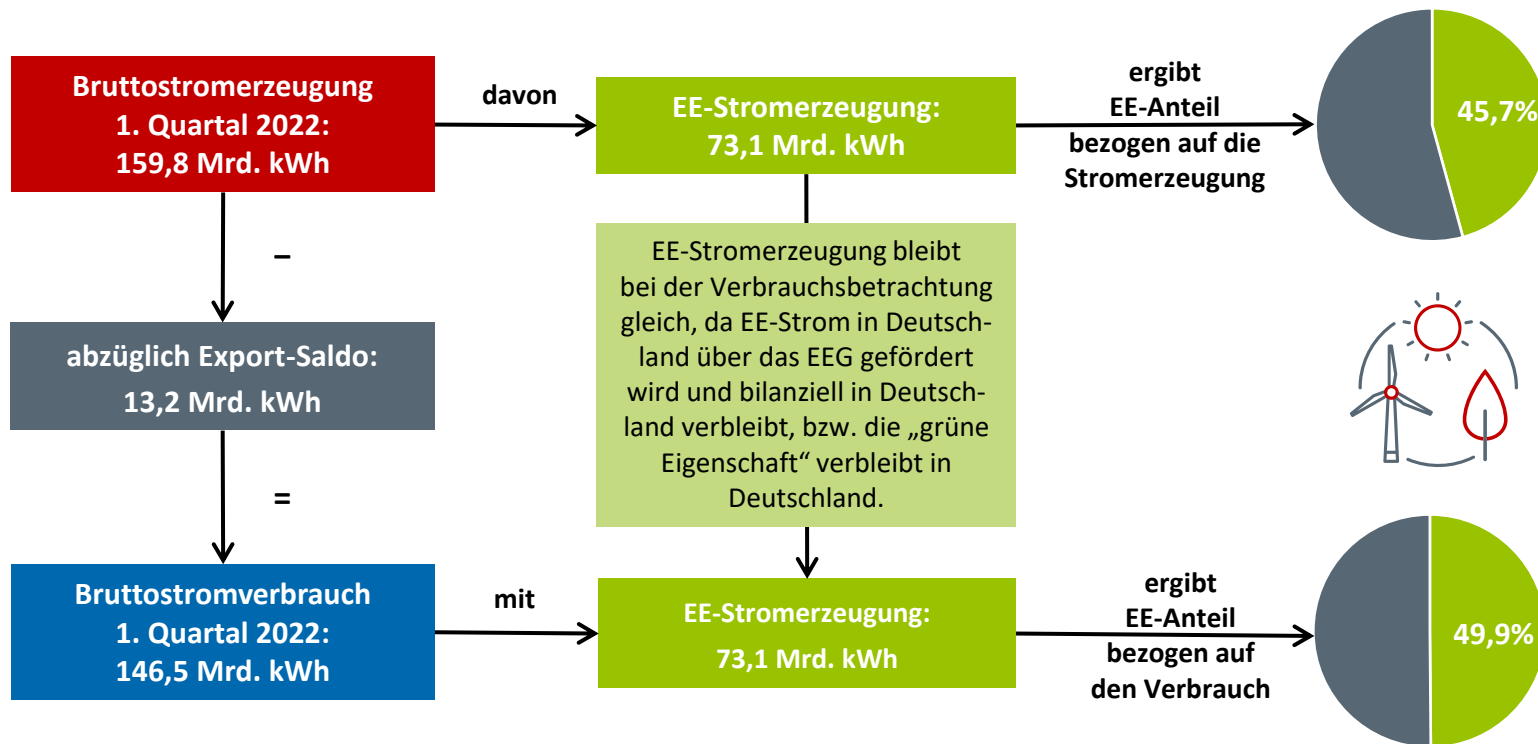 Bruttostromerzeugung
1. Quartal 2022:
159,8 Mrd. kWh
davon
EE-Stromerzeugung:
73,1 Mrd. kWh
ergibt
EE-Anteil
bezogen auf die
Stromerzeugung
45,7%
–
EE-Stromerzeugung bleibt
bei der Verbrauchsbetrachtung
gleich, da EE-Strom in Deutsch-
land über das EEG gefördert
wird und bilanziell in Deutsch-
land verbleibt, bzw. die „grüne
Eigenschaft“ verbleibt in
Deutschland.
abzüglich Export-Saldo:
13,2 Mrd. kWh
=
Bruttostromverbrauch
1. Quartal 2022:
146,5 Mrd. kWh
mit
EE-Stromerzeugung:
73,1 Mrd. kWh
ergibt
EE-Anteil
bezogen auf
den Verbrauch
49,9%